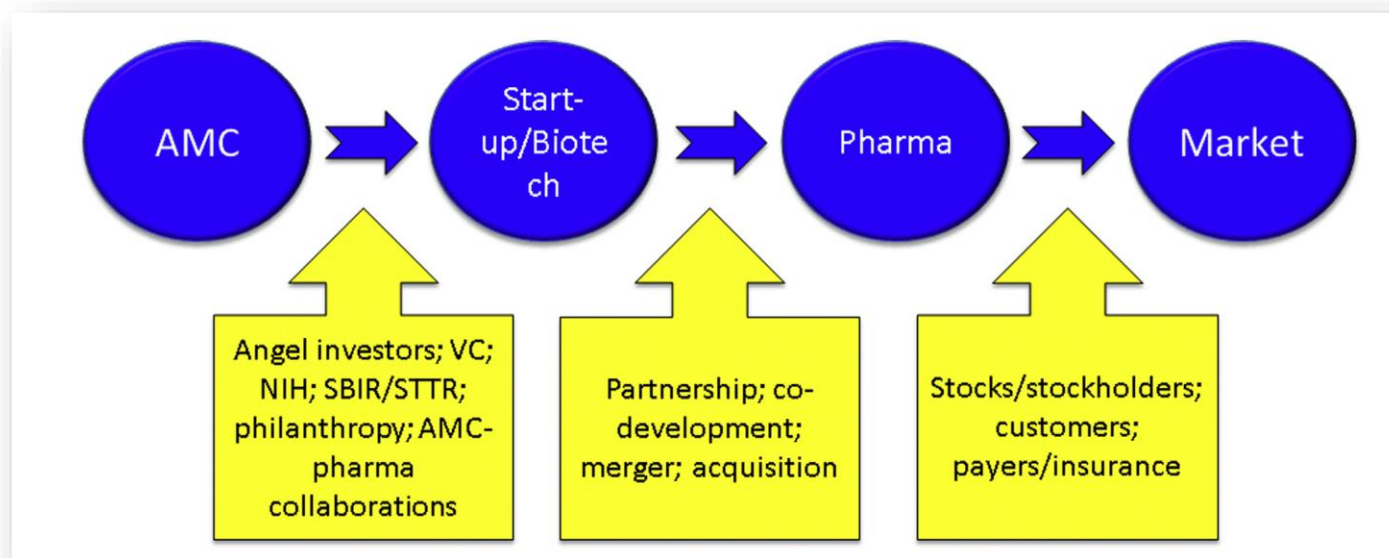 AMC
Start-
up/Biote
ch
Pharma
Market
Angel investors; VC;
NIH; SBIR/STTR;
philanthropy; AMC-
pharma
collaborations
Partnership; co-
development;
merger; acquisition
Stocks/stockholders;
customers;
payers/insurance